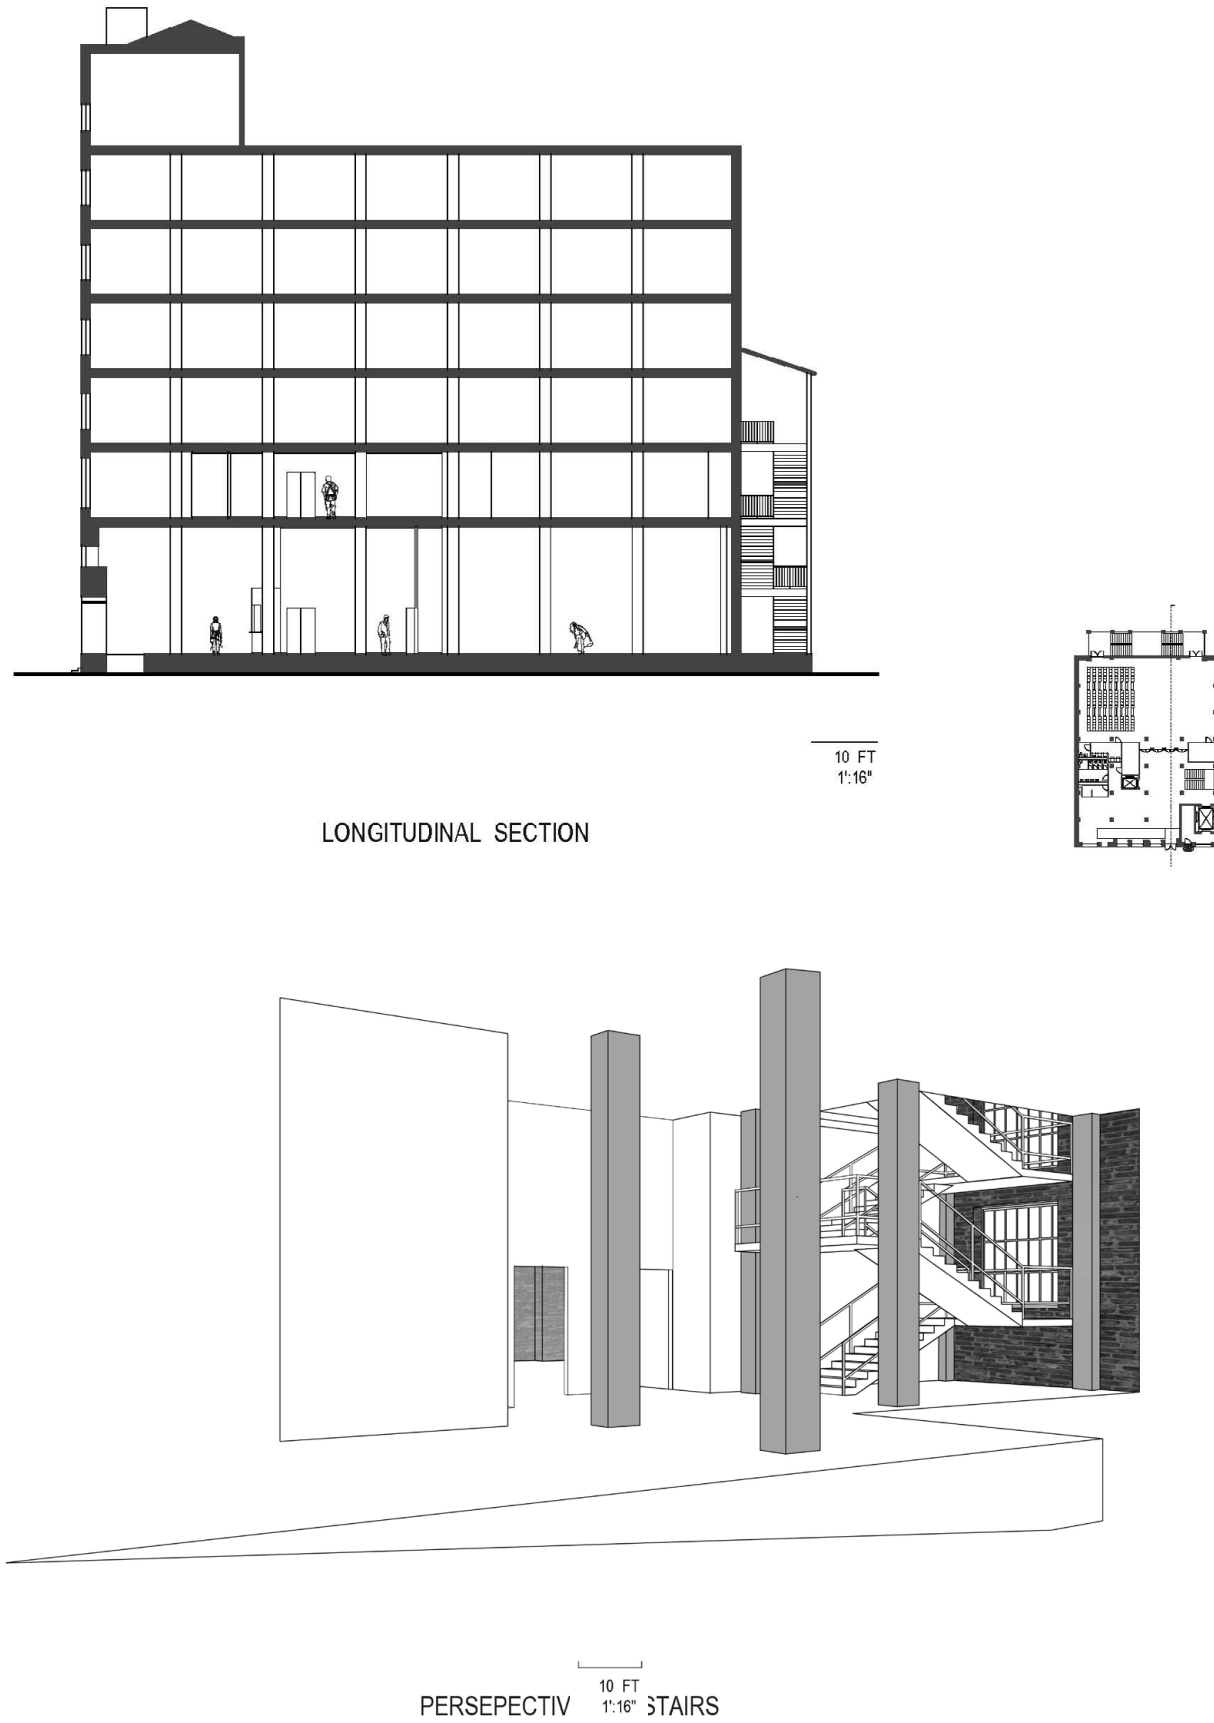 10 FT
1':16"
LONGITUDINAL SECTION
10 FT
PERSEPECTIV 1':16" STAIRS